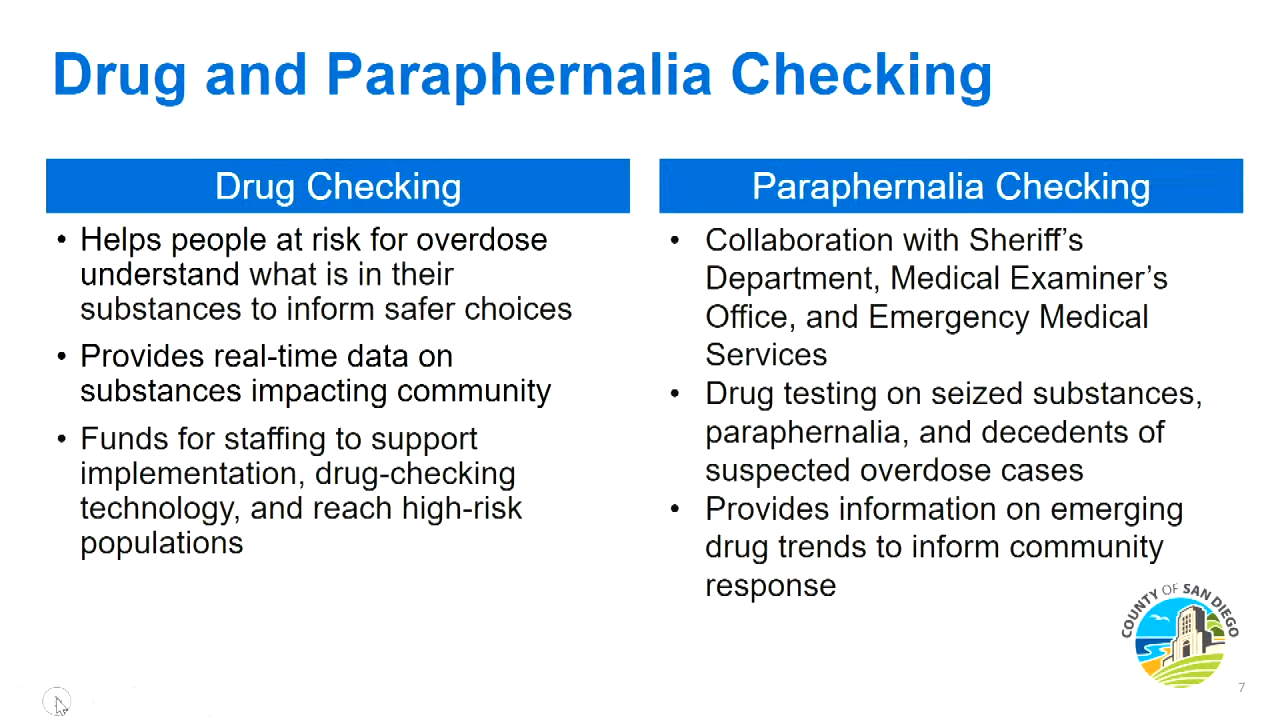 Drug and Paraphernalia Checking
Drug Checking
• Helps people at risk for overdose
understand what is in their
substances to inform safer choices
• Provides real-time data on
substances impacting community
• Funds for staffing to support
implementation, drug-checking
technology, and reach high-risk
populations
Paraphernalia Checking
• Collaboration with Sheriff’s
Department, Medical Examiner’s
Office, and Emergency Medical
Services
• Drug testing on seized substances,
paraphernalia, and decedents of
suspected overdose cases
• Provides information on emerging
drug trends to inform community
response
COUNTY OF SAN DIEGO
7